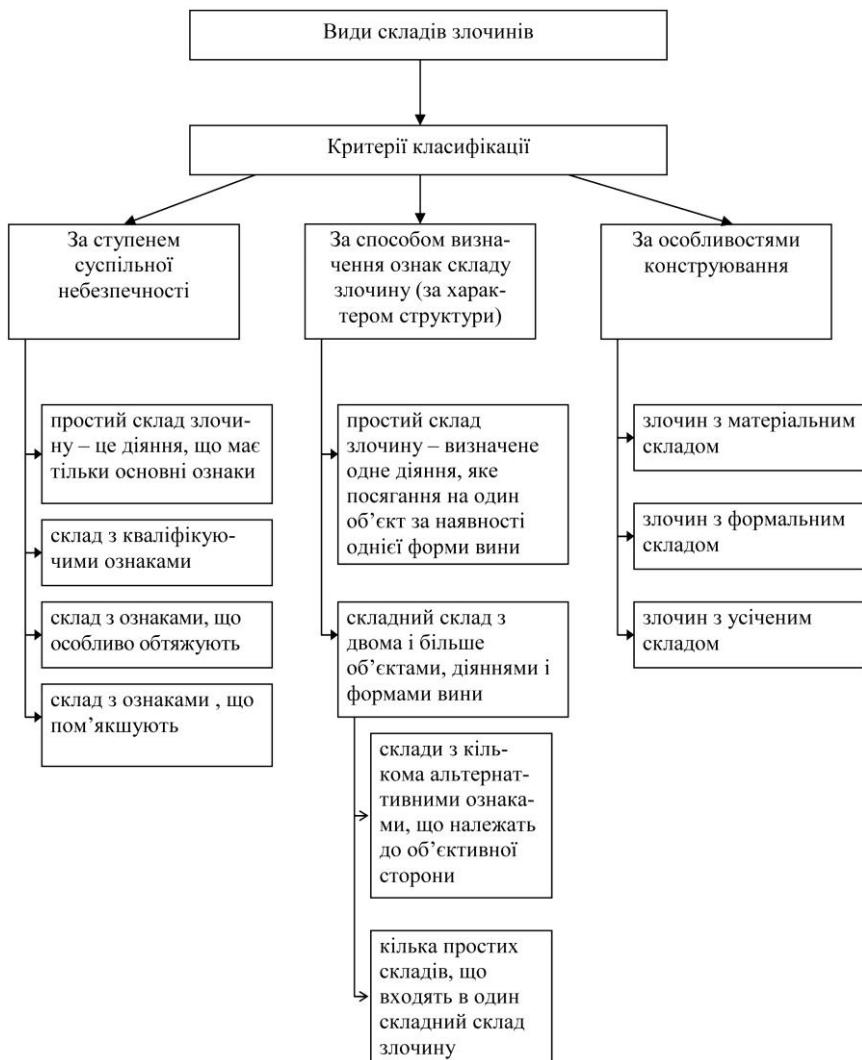 Види складів злочинів
Критерії класифікації
За ступенем
суспільної
небезпечності
простий склад злочи-
ну – це діяння, що має
тільки основні ознаки
склад з кваліфікую-
чими ознаками
склад з ознаками, що
особливо обтяжують
склад з ознаками , що
пом’якшують
За способом визна-
чення ознак складу
злочину (за харак-
тером структури)
простий склад
злочину – визначене
одне діяння, яке
посягання на один
об’єкт за наявності
однієї форми вини
складний склад з
двома і більше
об’єктами, діяннями і
формами вини
склади з кіль-
кома альтернат-
тивними ознака-
ми, що належать
до об’єктивної
сторони
кілька простих
складів, що
входять в один
складний склад
злочину
За особливостями
конструювання
злочин з матеріальним
складом
злочин з формальним
складом
злочин з усіченим
складом